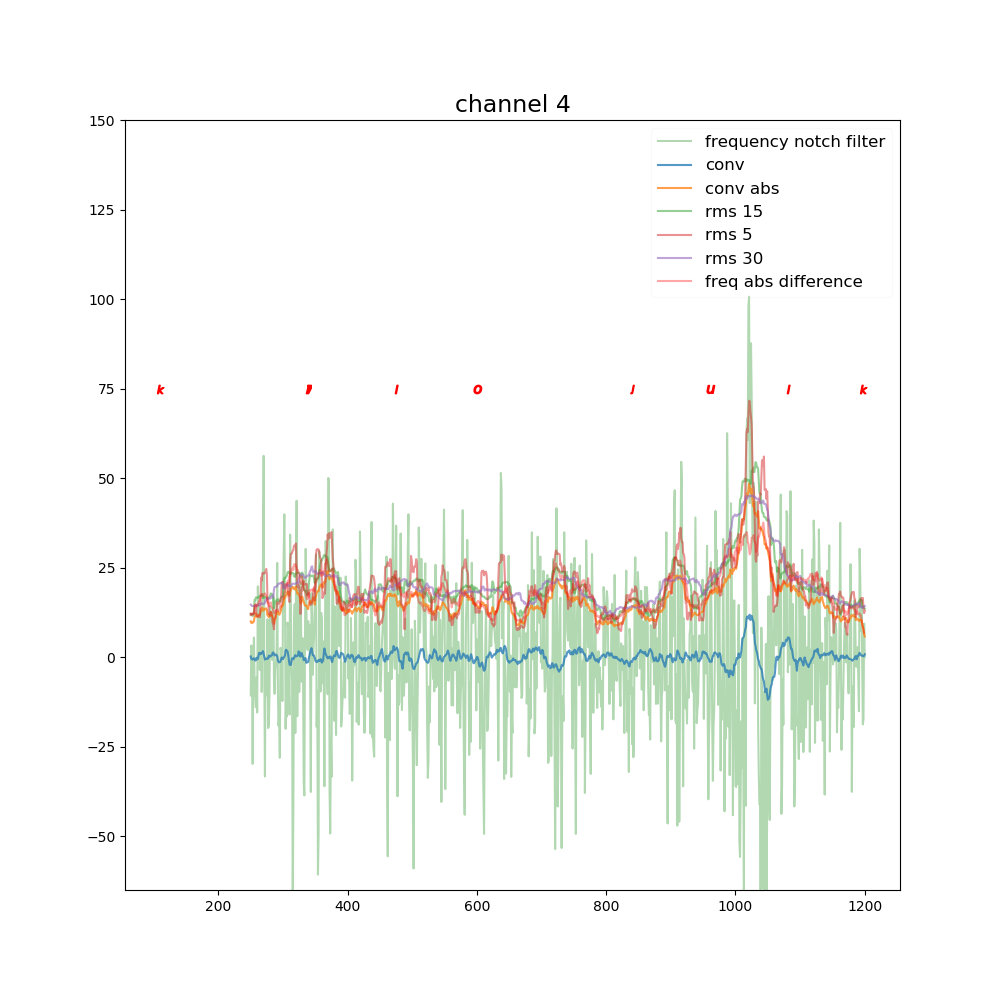 channel 4
150
125
100
75
50
25
0
−25
−50
frequency notch filter
conv
conv abs
rms 15
rms 5
rms 30
freq abs difference
k l o j u l k
200 400 600 800 1000 1200